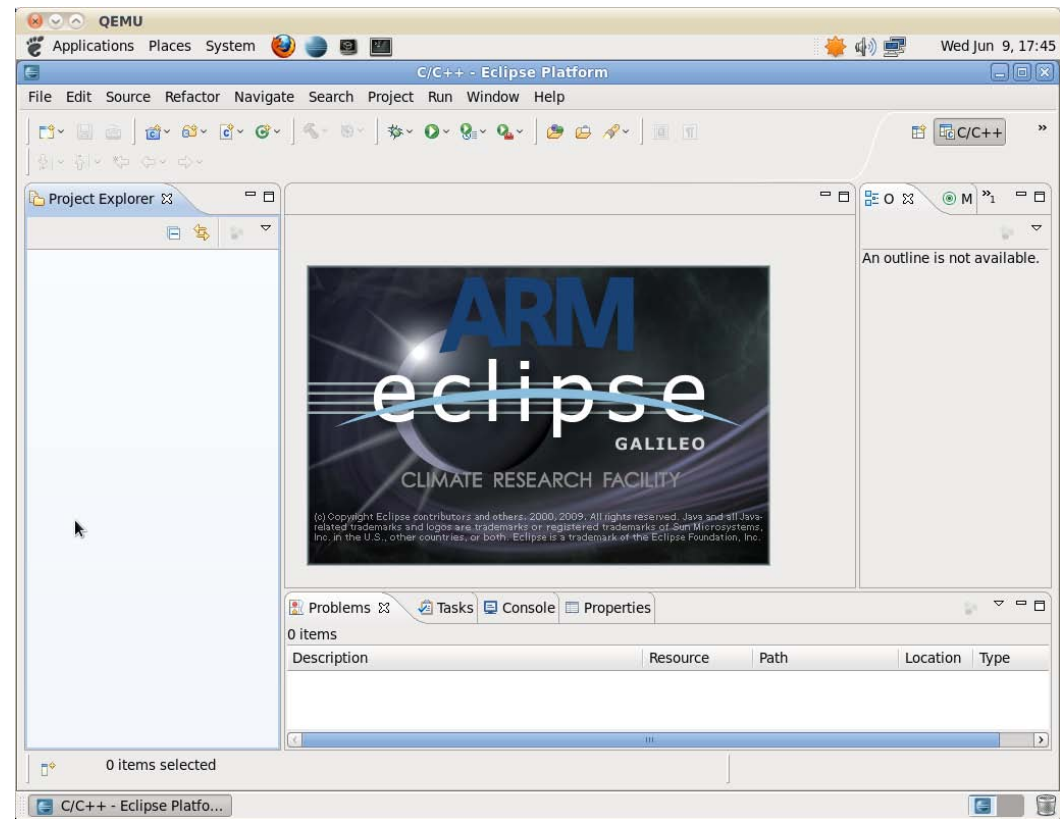 QEMU
Applications Places System Wed Jun 9, 17:45
C/C++ - Eclipse Platform
File Edit Source Refactor Navigate Search Project Run Window Help
C/C++ »
Project Explorer O M »1
An outline is not available.
ARM
eclipse
GALILEO
CLIMATE RESEARCH FACILITY
(c) Copyright Eclipse contributors and others. 2000, 2009. All rights reserved. Java and all Java-
related trademarks and logos are trademarks or registered trademarks of Sun Microsystems,
Inc. in the U.S., other countries, or both. Eclipse is a trademark of the Eclipse Foundation, Inc.
Problems Tasks Console Properties
0 items
Description Resource Path Location Type
0 items selected
C/C++ - Eclipse Platfo...